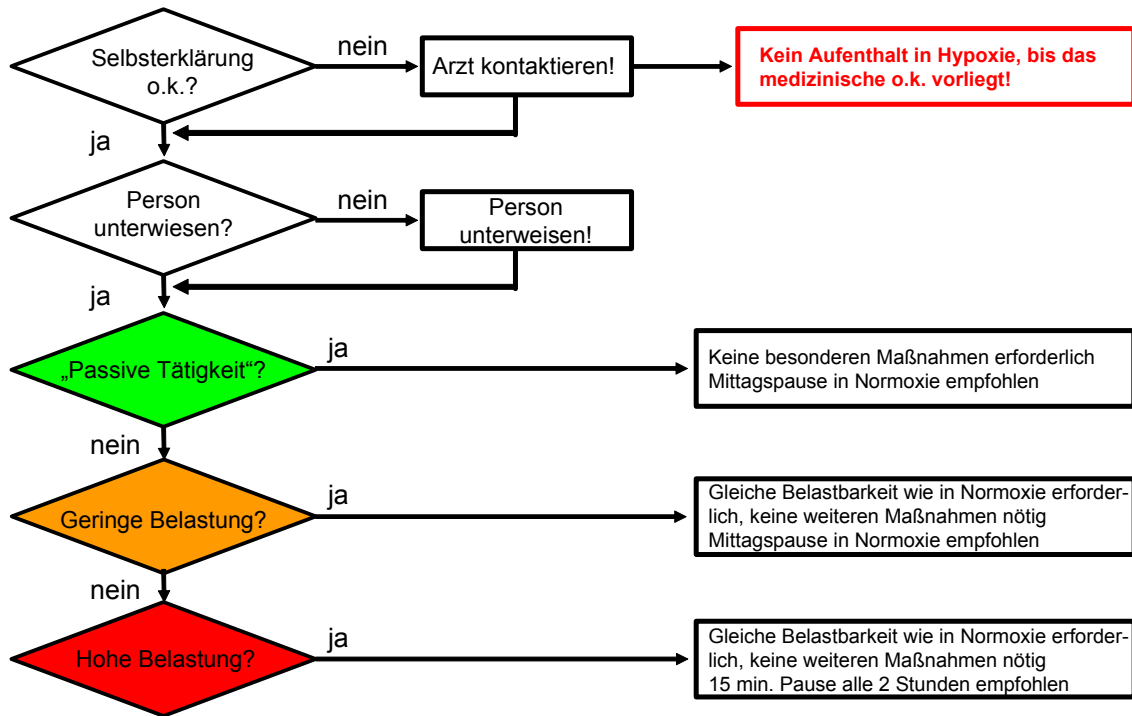 Selbsterklärung
o.k.?
nein
Arzt kontaktieren!
Kein Aufenthalt in Hypoxie, bis das
medizinische o.k. vorliegt!
ja
Person
unterwiesen?
nein
Person
unterweisen!
ja
„Passive Tätigkeit“?
ja
Keine besonderen Maßnahmen erforderlich
Mittagspause in Normoxie empfohlen
nein
Geringe Belastung?
ja
Gleiche Belastbarkeit wie in Normoxie erforder-
lich, keine weiteren Maßnahmen nötig
Mittagspause in Normoxie empfohlen
nein
Hohe Belastung?
ja
Gleiche Belastbarkeit wie in Normoxie erforder-
lich, keine weiteren Maßnahmen nötig
15 min. Pause alle 2 Stunden empfohlen